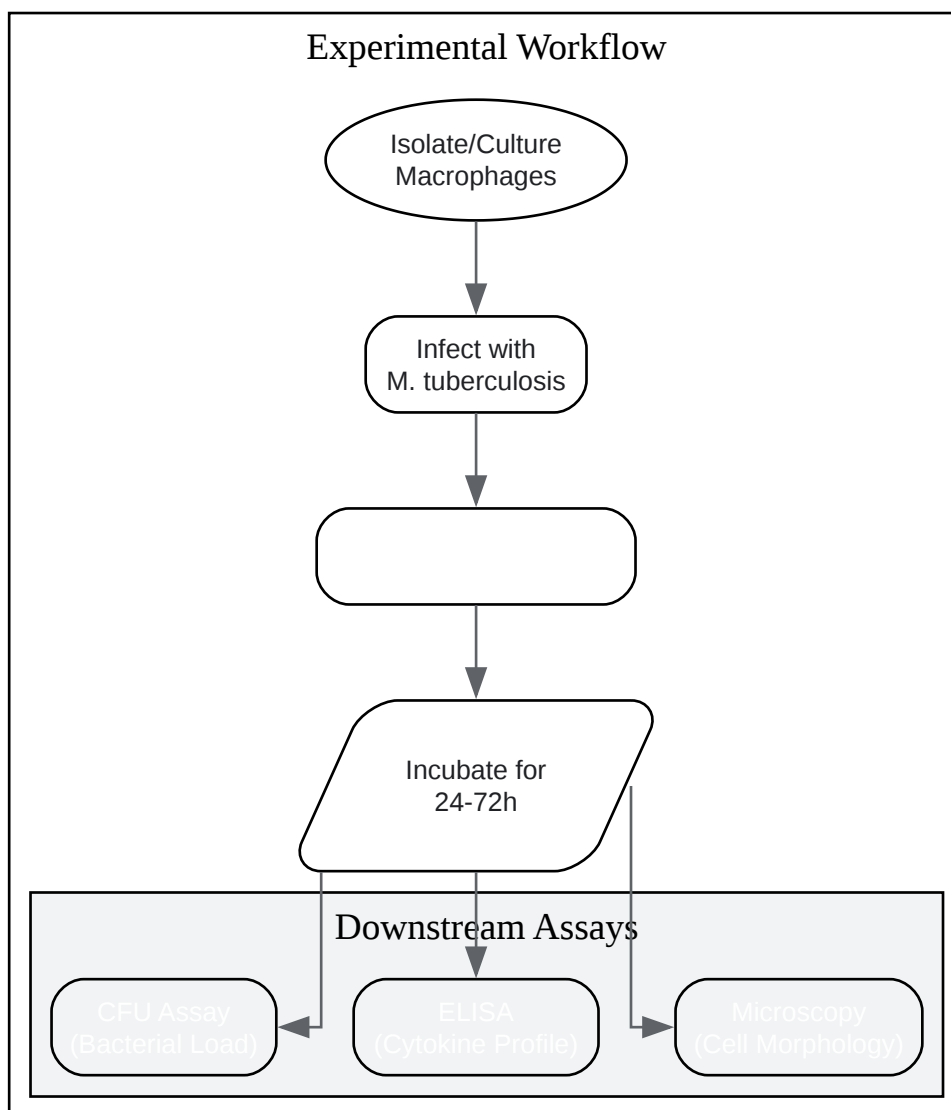 Experimental Workflow
Isolate/Culture
Macrophages
Infect with
M. tuberculosis
Incubate for
24-72h
Downstream Assays
CFU Assay
(Bacterial Load)
ELISA
(Cytokine Profile)
Microscopy
(Cell Morphology)